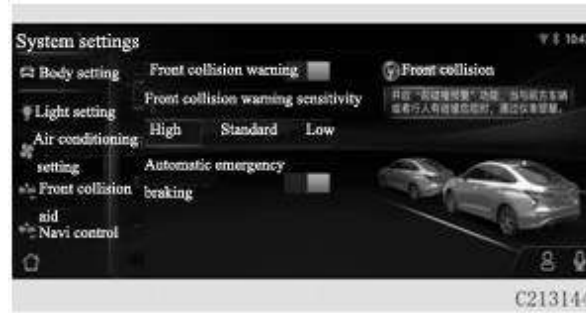 System settings
Body setting
Light setting
Air conditioning
setting
Front collision
aid
Navi control
Front collision warning
Front collision warning sensitivity
High Standard Low
Automatic emergency
braking
Front collision
C213144